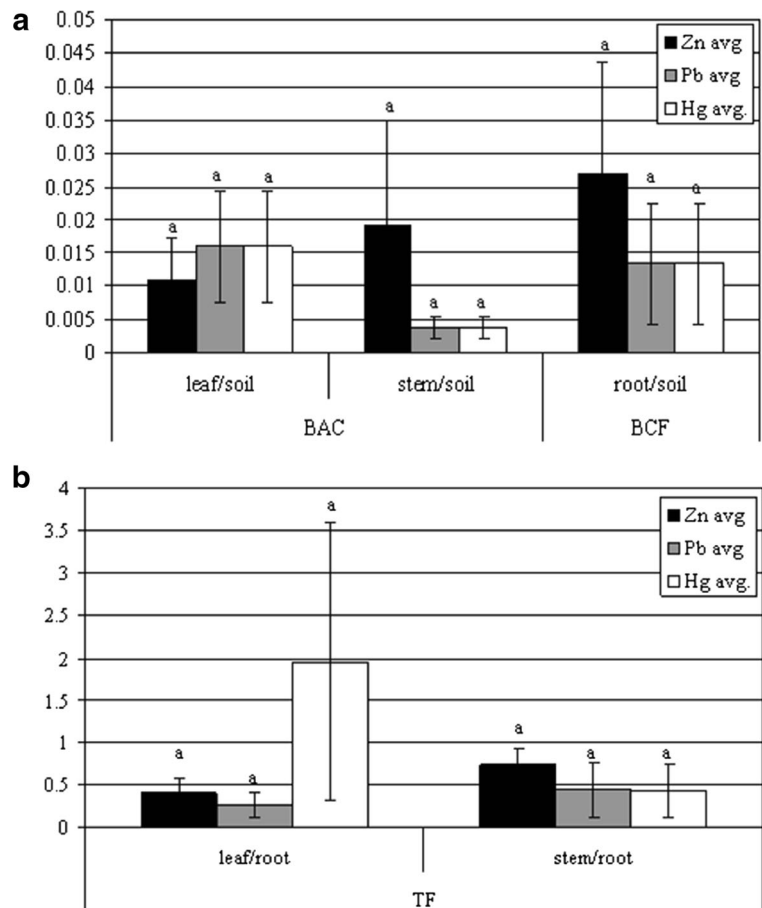 a
0.05
0.045
0.04
0.035
0.03
0.025
0.02
0.015
0.01
0.005
0
a
a
a
a
a
a
a
a
a
Zn avg
Pb avg
Hg avg.
leaf/soil
stem/soil
root/soil
BAC
BCF
b
4
3.5
3
2.5
2
1.5
1
0.5
0
a
a
a
a
a
a
Zn avg
Pb avg
Hg avg.
leaf/root
stem/root
TF